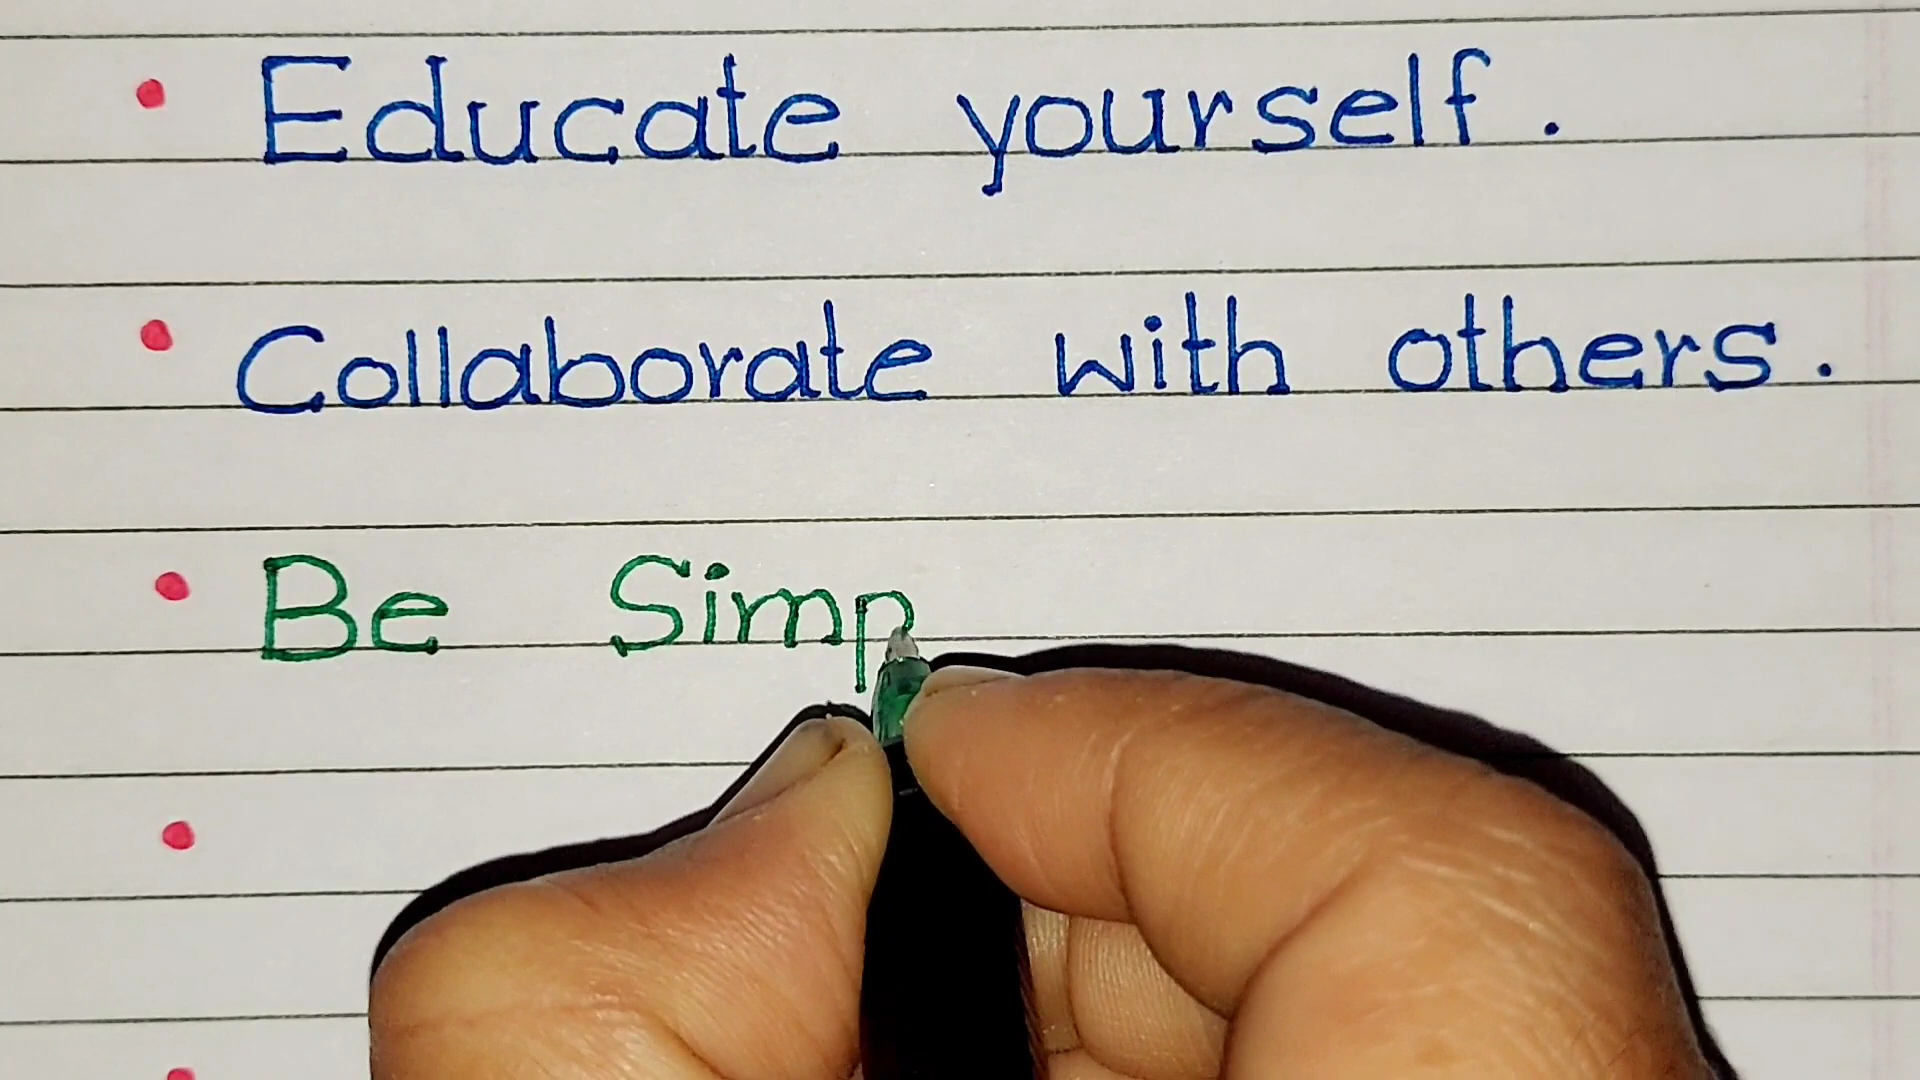 • Educate yourself.
• Collaborate with others.
• Be Simp
•
•